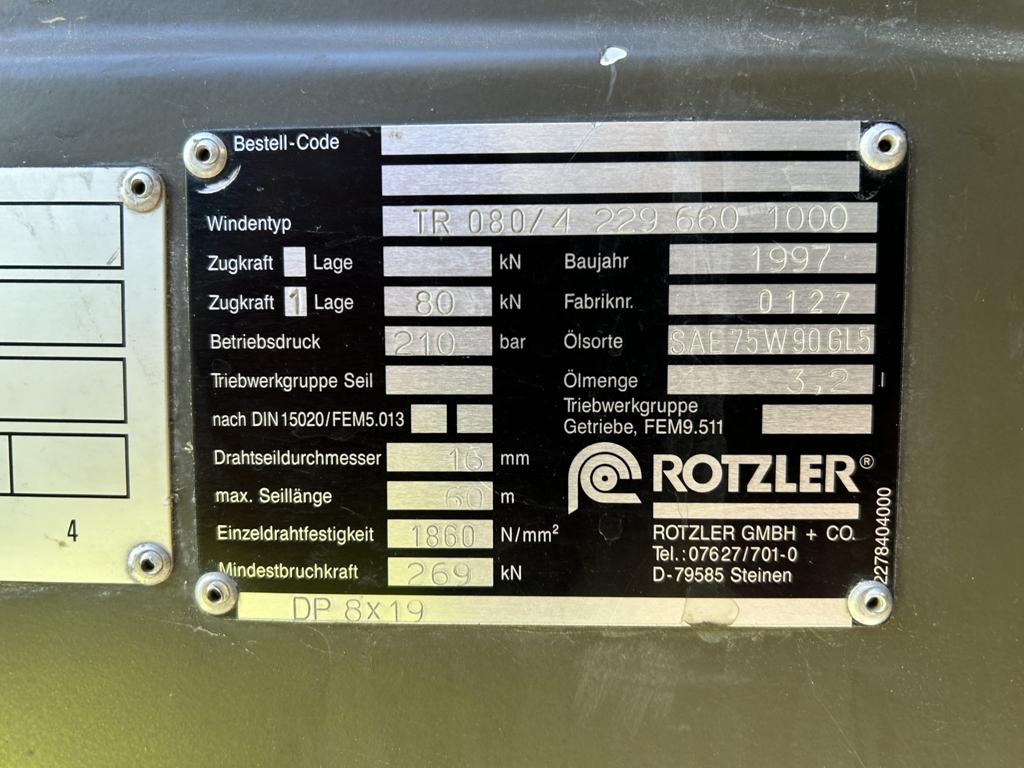 Bestell-Code
Windentyp TR 080/4 229 660 1000
Zugkraft Lage kN Baujahr 1997
Zugkraft 1 Lage 80 kN Fabriknr. 0127
Betriebsdruck 210 bar Ölsorte SAE 75W90GL5
Triebwerkgruppe Seil Ölmenge 3,2 l
nach DIN 15020/FEM5.013 Triebwerkgruppe
Getriebe, FEM9.511
Drahtseildurchmesser 16 mm ROTZLER®
max. Seillänge 60 m
Einzeldrahtfestigkeit 1860 N/mm² ROTZLER GMBH + CO.
Tel.: 07627/701-0
Mindestbruchkraft 269 kN D-79585 Steinen
DP 8X19
2278404000
4